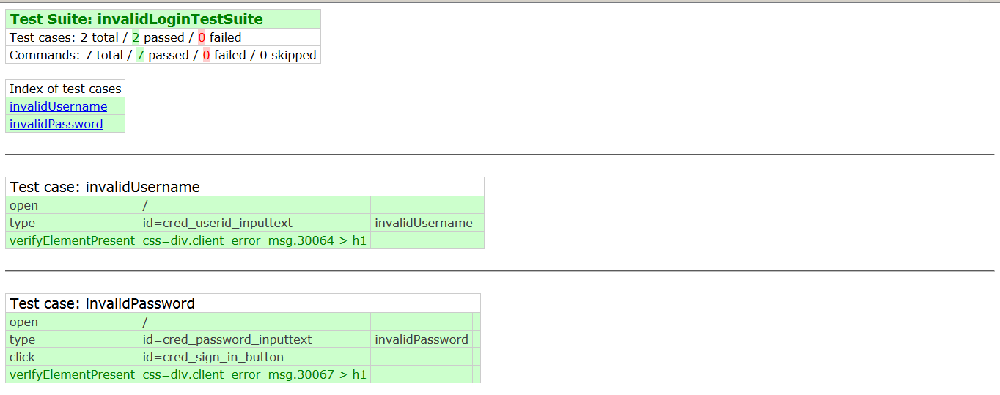 Test Suite: invalidLoginTestSuite
Test cases: 2 total / 2 passed / 0 failed
Commands: 7 total / 7 passed / 0 failed / 0 skipped
Index of test cases
invalidUsername
invalidPassword
Test case: invalidUsername
open /
type id=cred_userid_inputtext invalidUsername
verifyElementPresent css=div.client_error_msg.30064 > h1
Test case: invalidPassword
open /
type id=cred_password_inputtext invalidPassword
click id=cred_sign_in_button
verifyElementPresent css=div.client_error_msg.30067 > h1